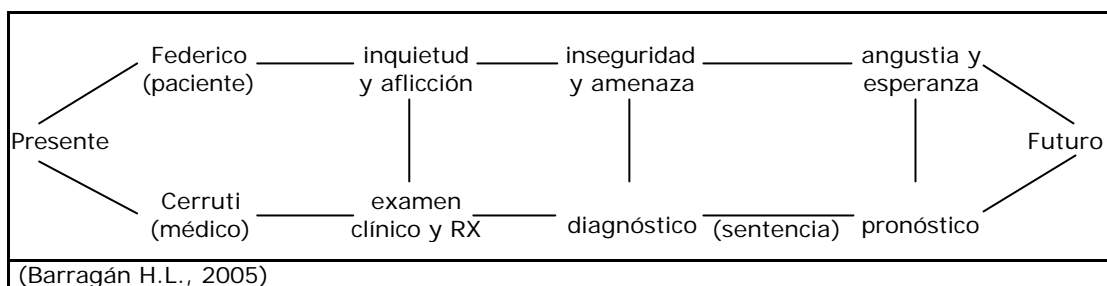 Federico inquietud inseguridad angustia y
(paciente) y aflicción y amenaza esperanza
Presente Futuro
Cerruti examen
(médico) clínico y RX diagnóstico (sentencia) pronóstico
(Barragán H.L., 2005)